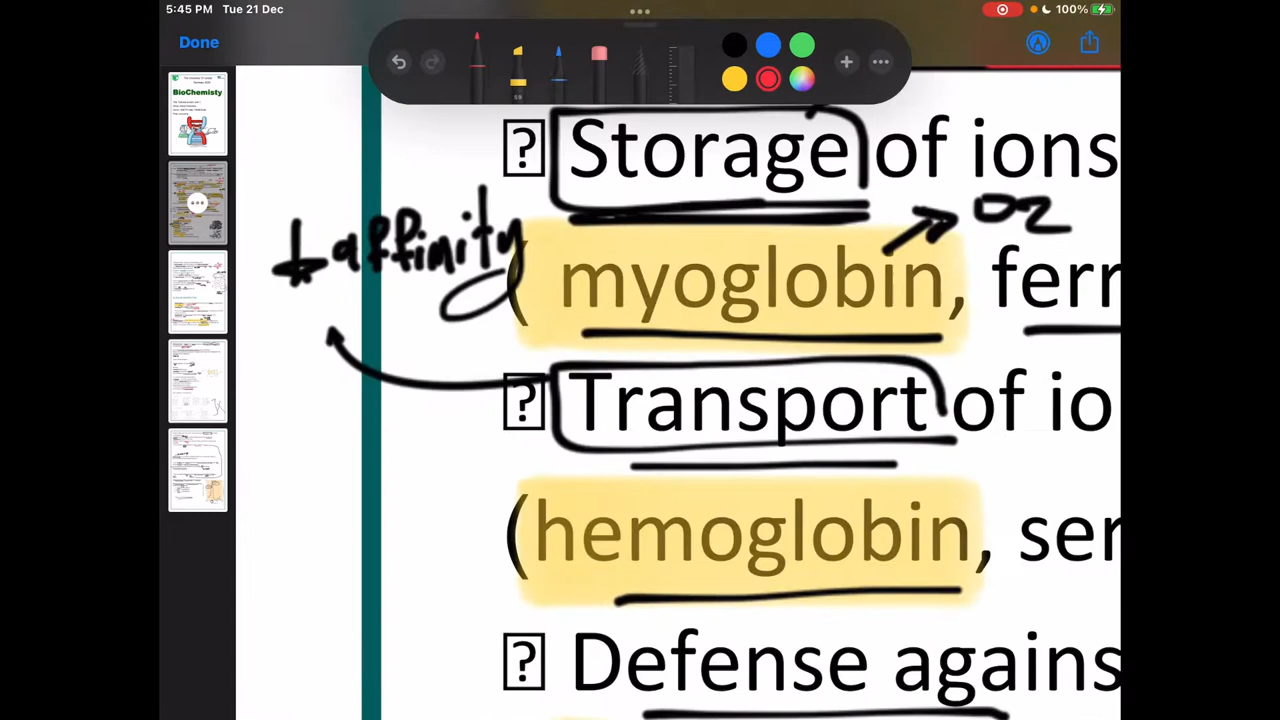 5:45 PM Tue 21 Dec
100%
Done
BioChemisty
Storage of ions
O2
affinity
( myoglobin, ferr
Transport of io
(hemoglobin, ser
Defense agains